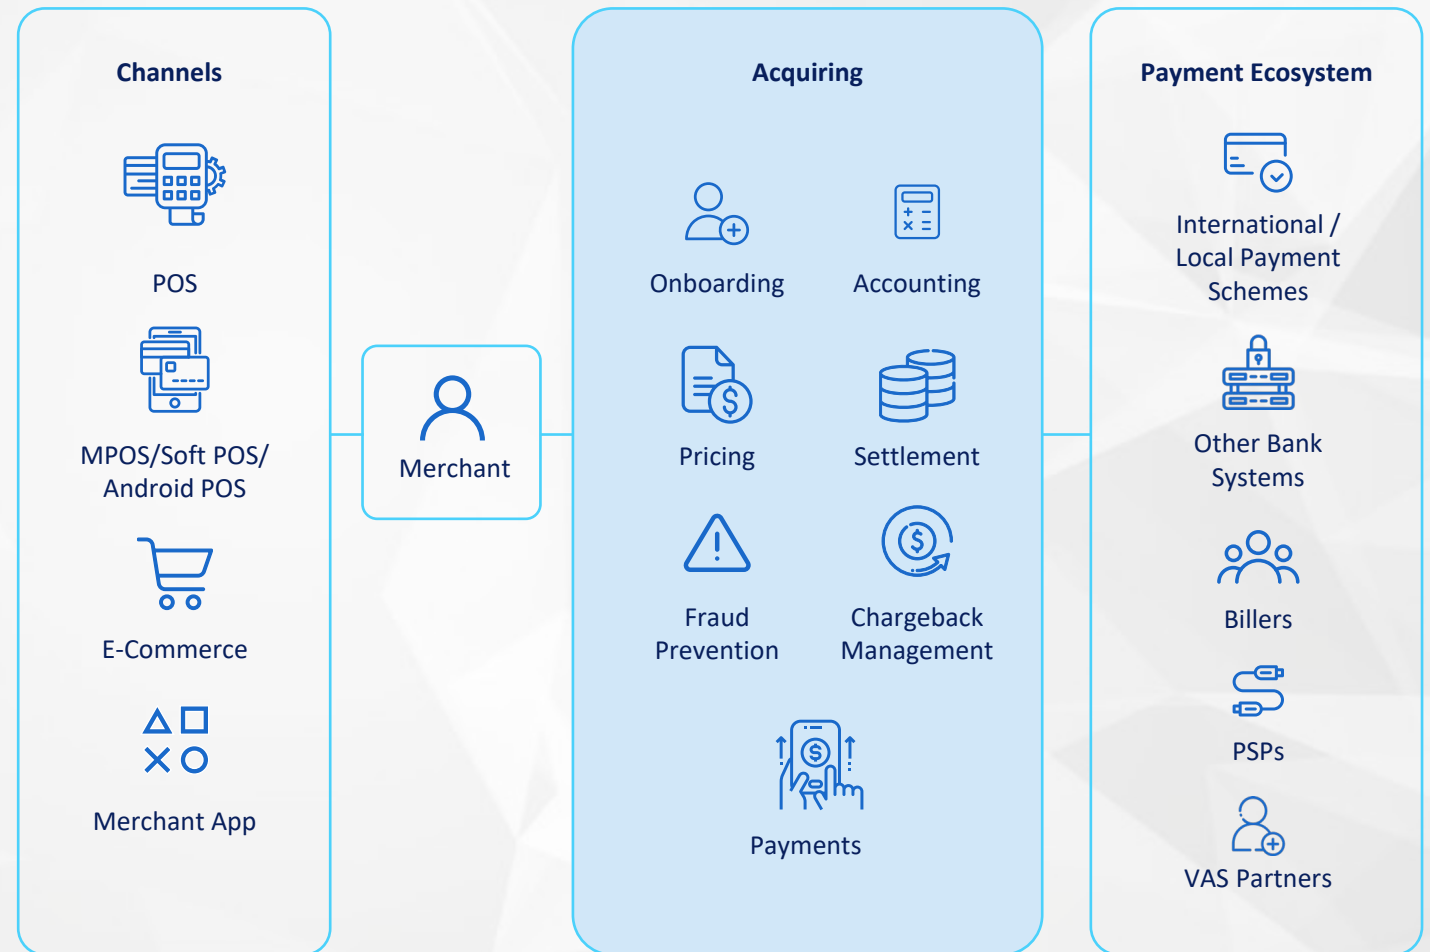 Channels
POS
MPOS/Soft POS/
Android POS
E-Commerce
Merchant App
Merchant
Acquiring
Onboarding
Accounting
Pricing
Settlement
Fraud
Prevention
Chargeback
Management
Payments
Payment Ecosystem
International /
Local Payment
Schemes
Other Bank
Systems
Billers
PSPs
VAS Partners